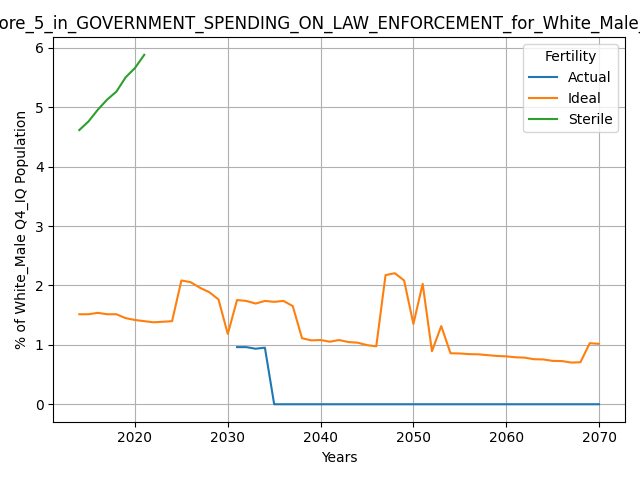 ore_5_in_GOVERNMENT_SPENDING_ON_LAW_ENFORCEMENT_for_White_Male_
Fertility
Actual
Ideal
Sterile
6
5
4
3
2
1
0
% of White_Male Q4_IQ Population
2020 2030 2040 2050 2060 2070
Years